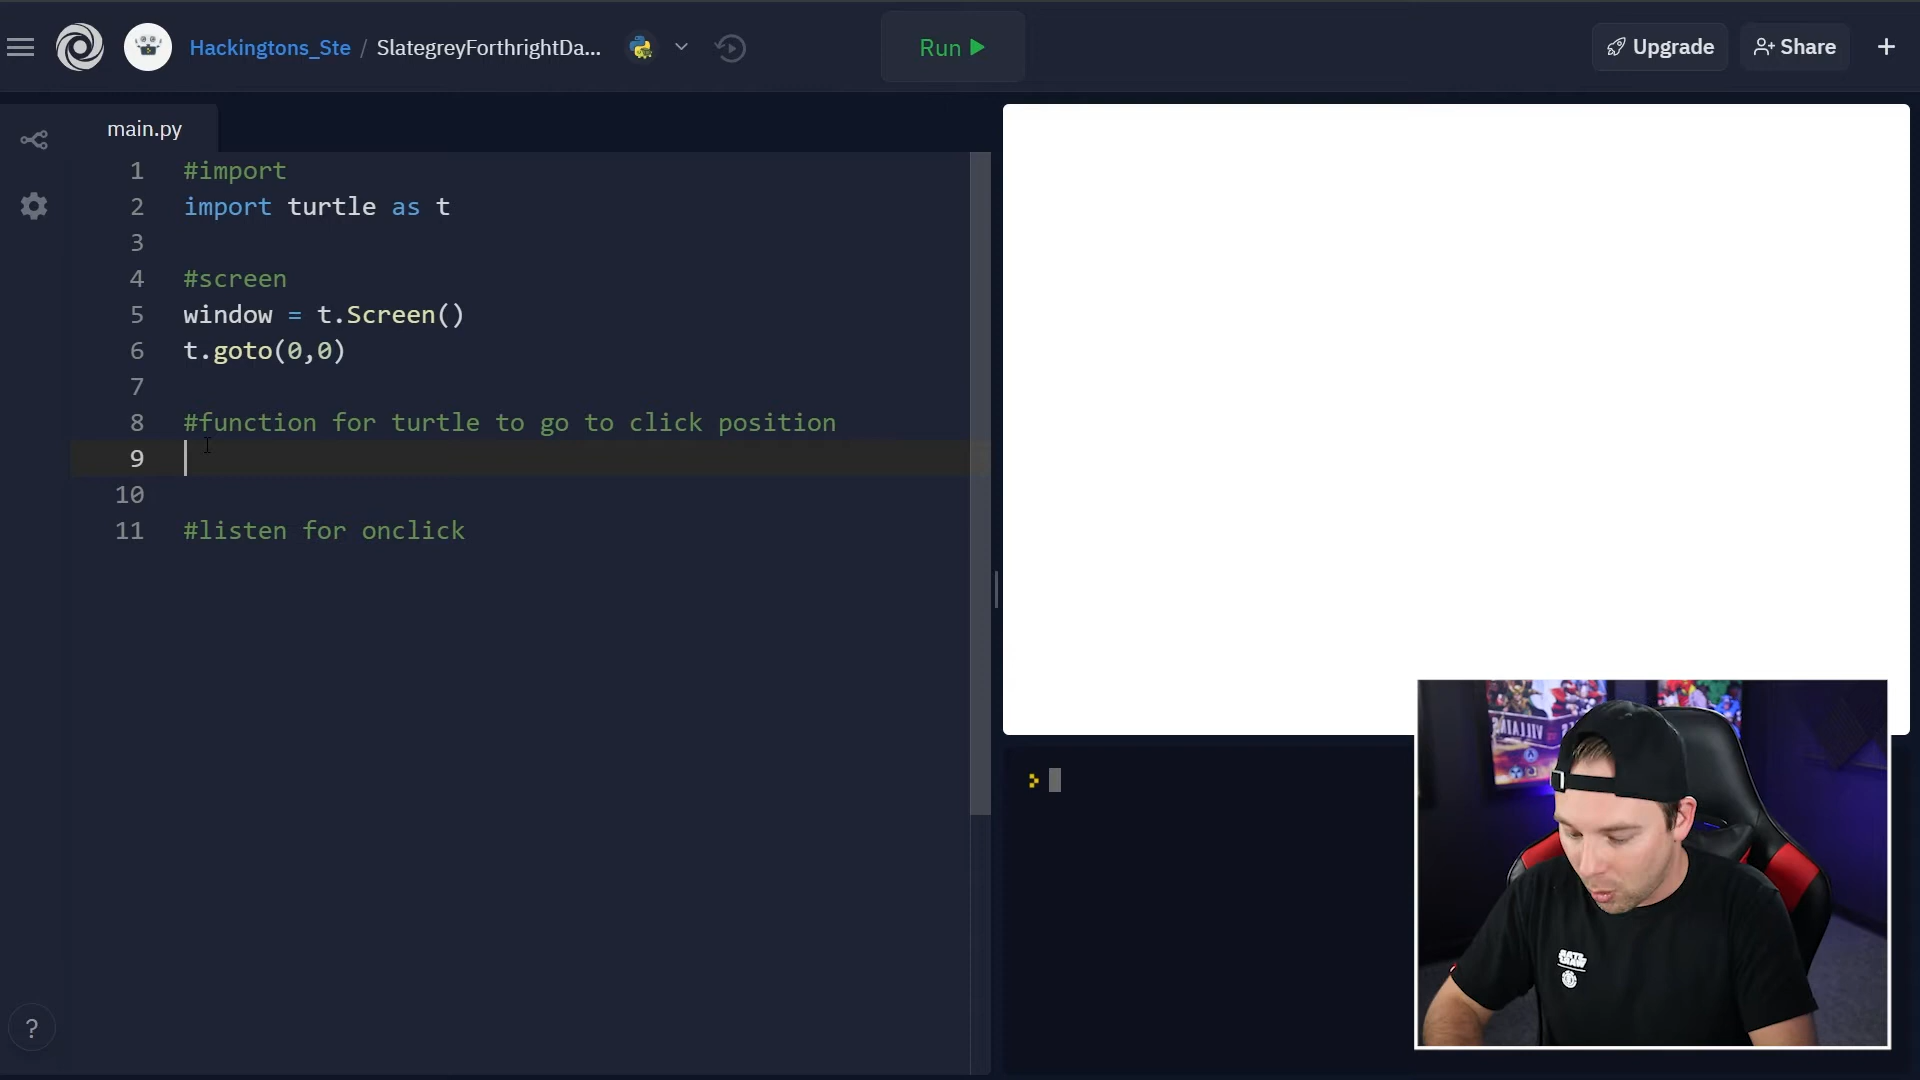 Hackingtons_Ste / SlategreyForthrightDa...
Run
Upgrade
Share
+
main.py
1 #import
2 import turtle as t
3
4 #screen
5 window = t.Screen()
6 t.goto(0,0)
7
8 #function for turtle to go to click position
9
10
11 #listen for onclick
?
VILLAINS